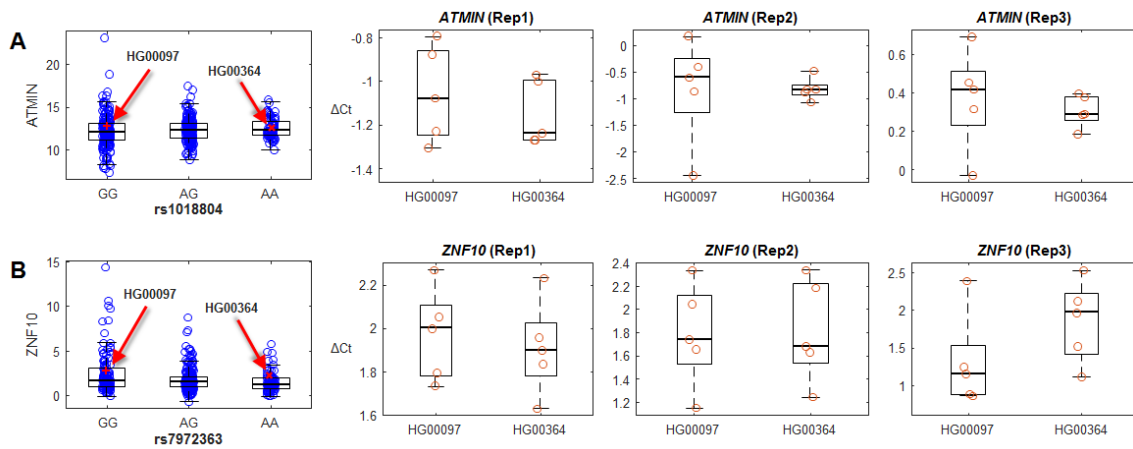 A
ATMIN
20
15
10
HG00097
HG00364
GG
AG
AA
rs1018804
ATMIN (Rep1)
ΔCt
-0.8
-1
-1.2
-1.4
HG00097
HG00364
ATMIN (Rep2)
0
-0.5
-1
-1.5
-2
-2.5
HG00097
HG00364
ATMIN (Rep3)
0.6
0.4
0.2
0
HG00097
HG00364
B
ZNF10
15
10
5
0
HG00097
HG00364
GG
AG
AA
rs7972363
ZNF10 (Rep1)
ΔCt
2.2
2
1.8
1.6
HG00097
HG00364
ZNF10 (Rep2)
2.4
2.2
2
1.8
1.6
1.4
1.2
HG00097
HG00364
ZNF10 (Rep3)
2.5
2
1.5
1
HG00097
HG00364